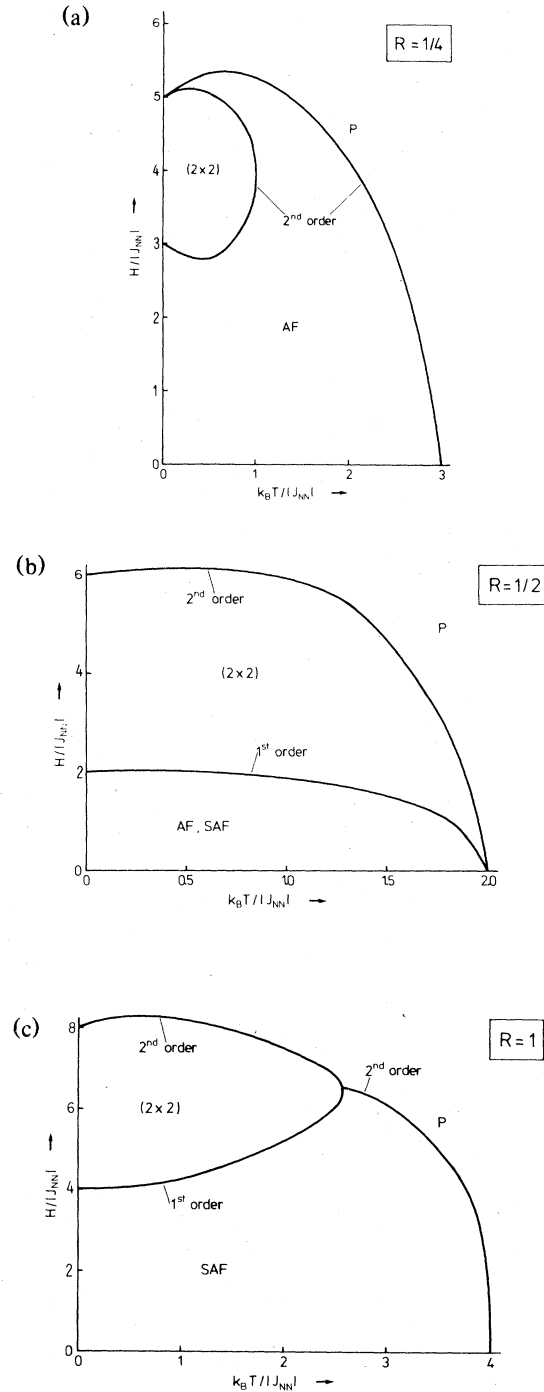 (a)
R = 1/4
6
5
4
3
2
1
0
H/|J_NN|
P
(2×2)
2nd order
AF
0
1
2
3
k_BT/|J_NN|
(b)
R=1/2
6
4
2
0
H/|J_NN|
2nd order
P
(2×2)
1st order
AF, SAF
0
0.5
1.0
1.5
2.0
k_BT/|J_NN|
(c)
R=1
8
6
4
2
0
H/|J_NN|
2nd order
2nd order
(2×2)
P
1st order
SAF
0
1
2
3
4
k_BT/|J_NN|